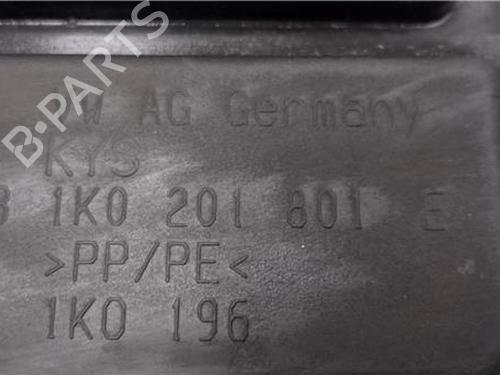 B-PARTS
W AG Germany
KYS
1K0 201 801 E
>PP/PE<
1K0 196